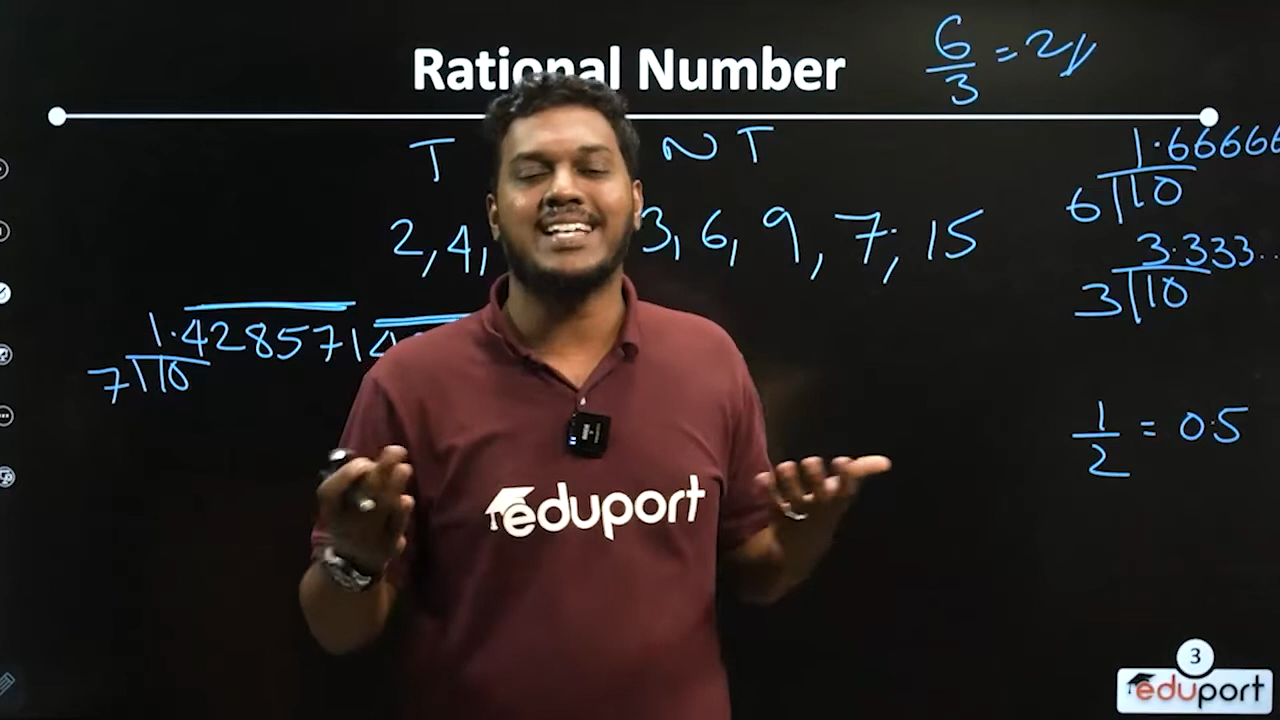 Rational Number
6/3 = 2
T NT
2, 4, 3, 6, 9, 7, 15
1.66666
6 10
3.333..
3 10
1.4285714
7 10
1/2 = 0.5
eduport
3
eduport